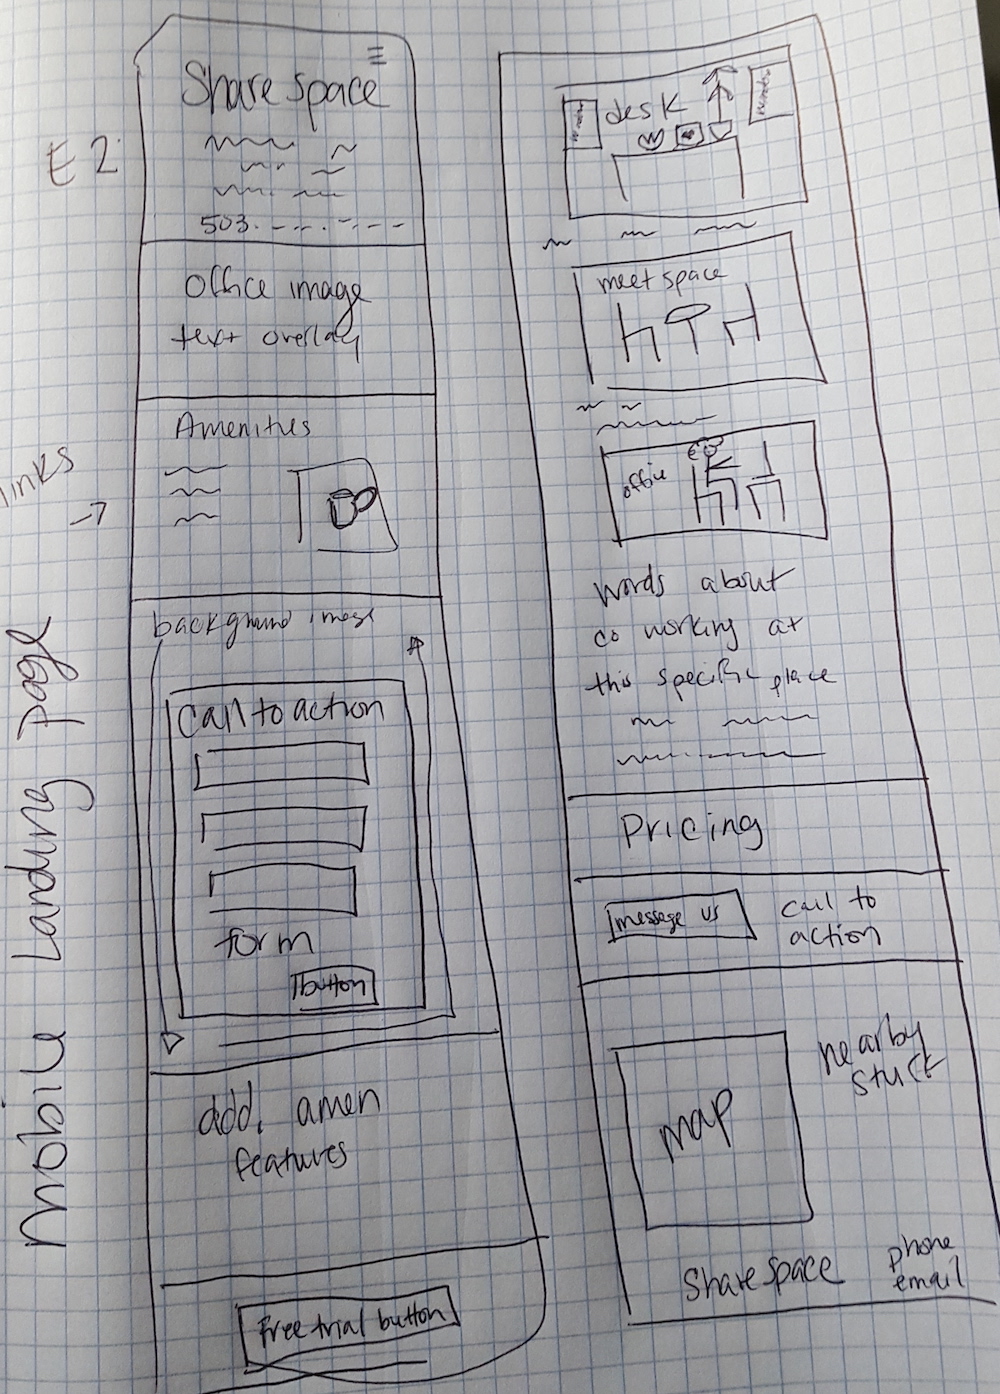 E2
links
Mobile Landing page
Share space
503
Office image
text overlay
Amenities
background image
Call to action
form
button
add. amen
features
Free trial button
desk
meet space
office
words about
co working at
this specific place
Pricing
message us
call to
action
map
nearby
stuff
Share space
phone
email